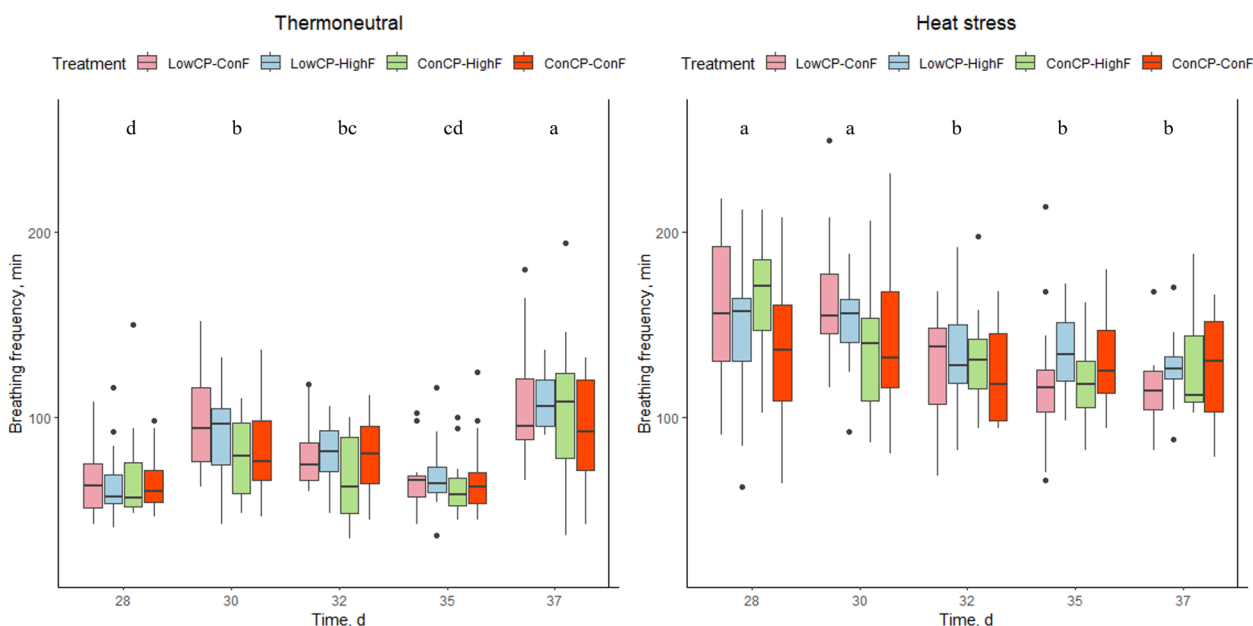 Thermoneutral
Treatment LowCP-ConF LowCP-HighF ConCP-HighF ConCP-ConF
d b bc cd a
200
100
Breathing frequency, min
28 30 32 35 37
Time, d
Heat stress
Treatment LowCP-ConF LowCP-HighF ConCP-HighF ConCP-ConF
a a b b b
200
100
Breathing frequency, min
28 30 32 35 37
Time, d